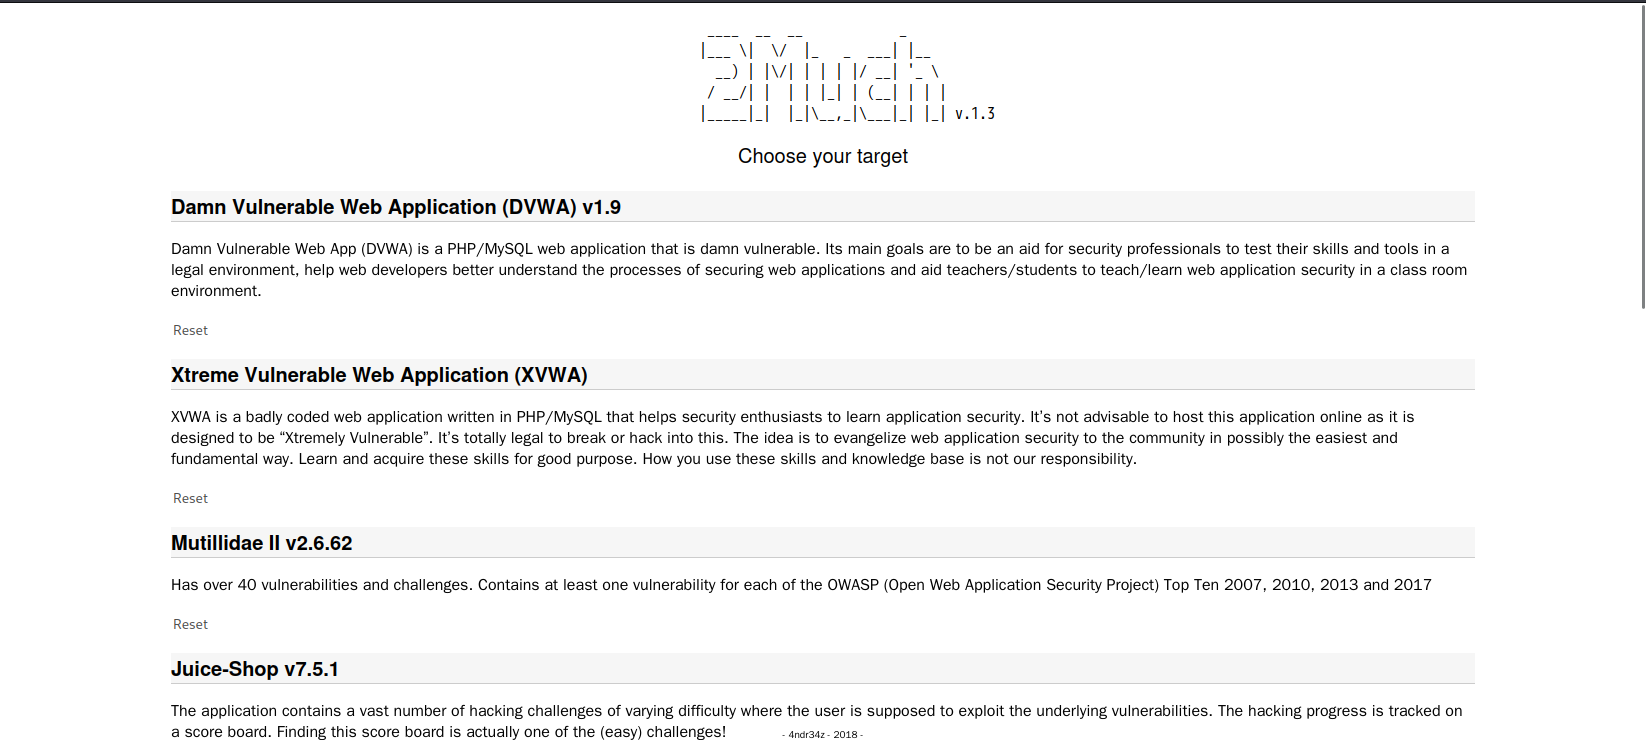 ____  __  __            _
|___ \|  \/  |_   _  ___| |__
  __) | |\/| | | | |/ __| '_ \
 / __/| |  | | |_| | (__| | | |
|_____|_|  |_|\__,_|\___|_| |_| v.1.3
Choose your target
Damn Vulnerable Web Application (DVWA) v1.9
Damn Vulnerable Web App (DVWA) is a PHP/MySQL web application that is damn vulnerable. Its main goals are to be an aid for security professionals to test their skills and tools in a
legal environment, help web developers better understand the processes of securing web applications and aid teachers/students to teach/learn web application security in a class room
environment.
Reset
Xtreme Vulnerable Web Application (XVWA)
XVWA is a badly coded web application written in PHP/MySQL that helps security enthusiasts to learn application security. It’s not advisable to host this application online as it is
designed to be “Xtremely Vulnerable”. It’s totally legal to break or hack into this. The idea is to evangelize web application security to the community in possibly the easiest and
fundamental way. Learn and acquire these skills for good purpose. How you use these skills and knowledge base is not our responsibility.
Reset
Mutillidae II v2.6.62
Has over 40 vulnerabilities and challenges. Contains at least one vulnerability for each of the OWASP (Open Web Application Security Project) Top Ten 2007, 2010, 2013 and 2017
Reset
Juice-Shop v7.5.1
The application contains a vast number of hacking challenges of varying difficulty where the user is supposed to exploit the underlying vulnerabilities. The hacking progress is tracked on
a score board. Finding this score board is actually one of the (easy) challenges!
- 4ndr34z - 2018 -